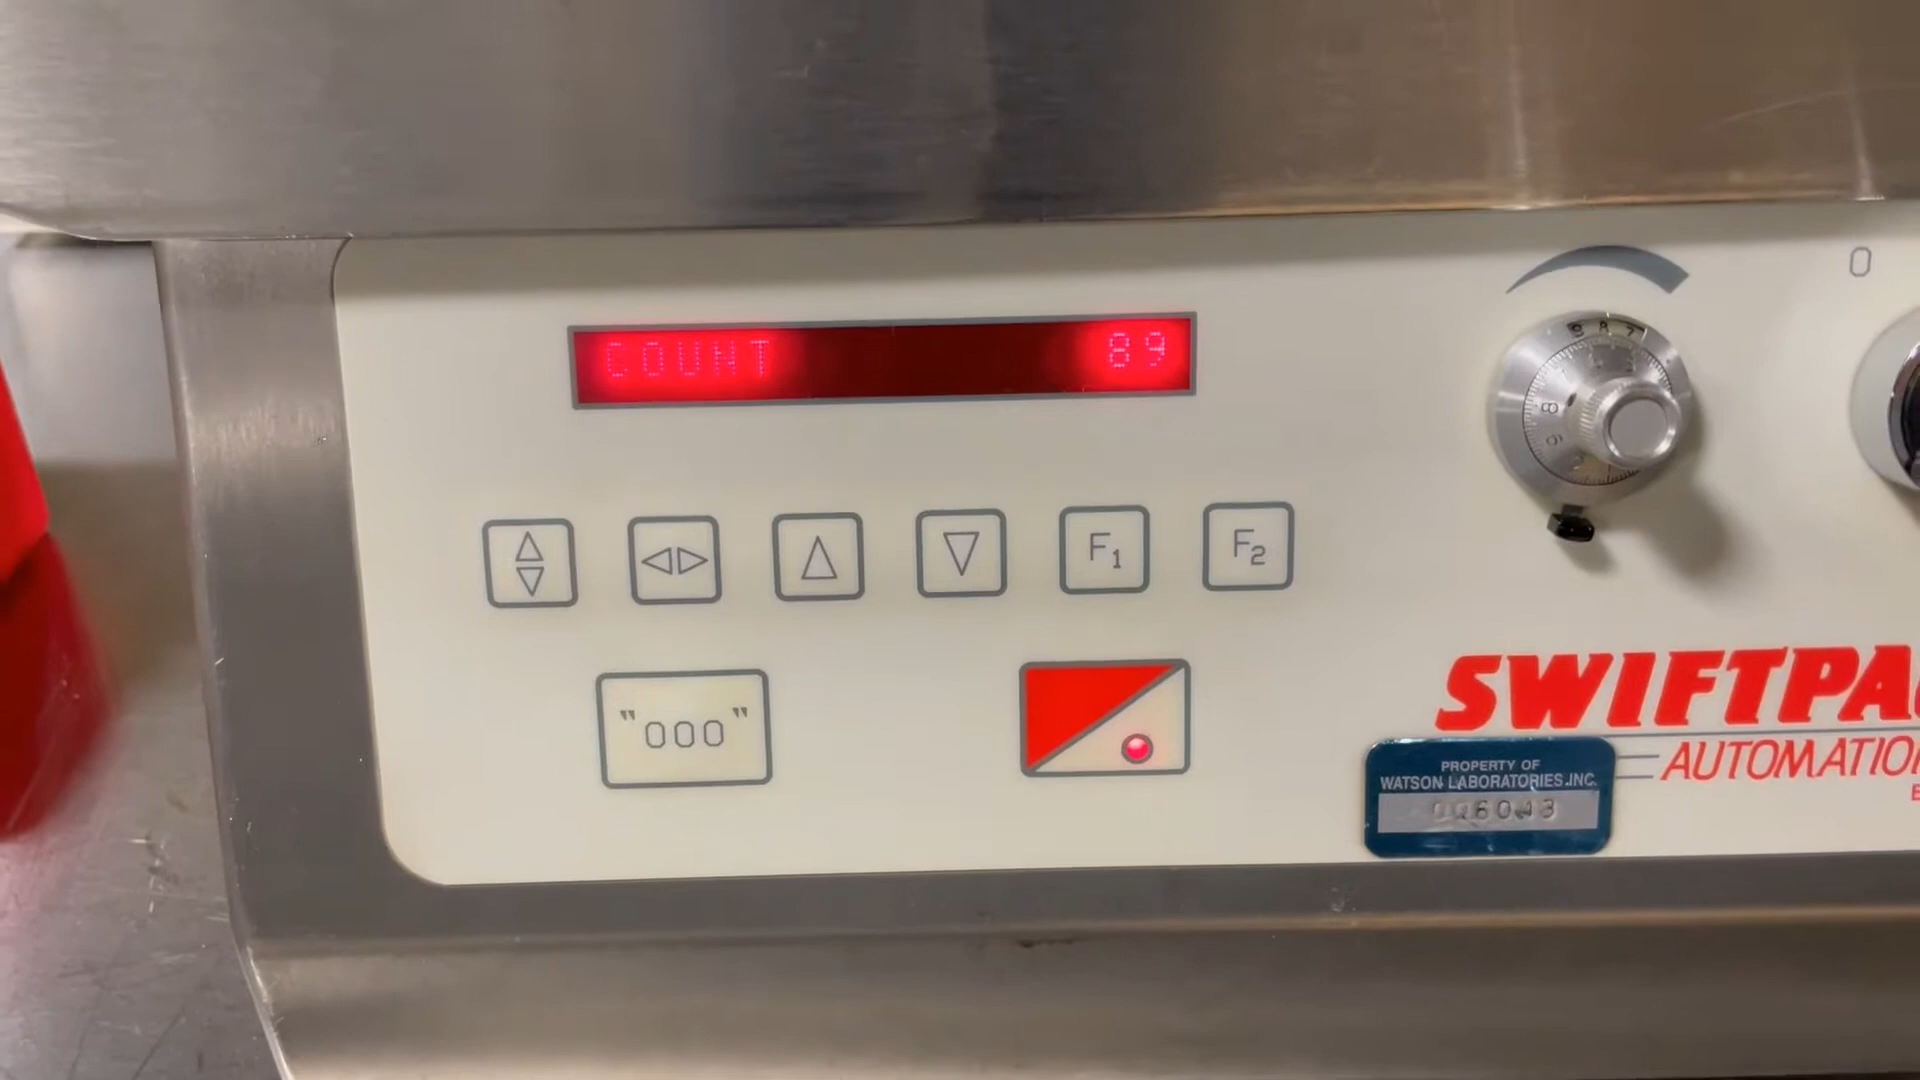 COUNT 89
0
F1
F2
"000"
SWIFTPA
AUTOMATIO
PROPERTY OF
WATSON LABORATORIES.INC.